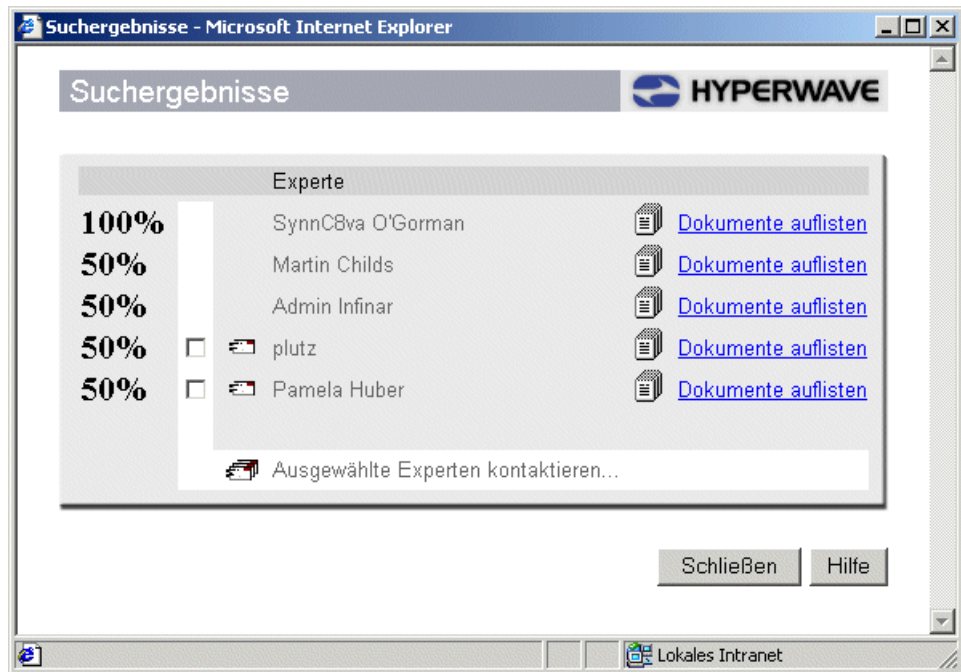 Suchergebnisse - Microsoft Internet Explorer
Suchergebnisse HYPERWAVE
Experte
100% SynnC8va O'Gorman Dokumente auflisten
50% Martin Childs Dokumente auflisten
50% Admin Infinar Dokumente auflisten
50% plutz Dokumente auflisten
50% Pamela Huber Dokumente auflisten
Ausgewählte Experten kontaktieren...
Schließen Hilfe
Lokales Intranet